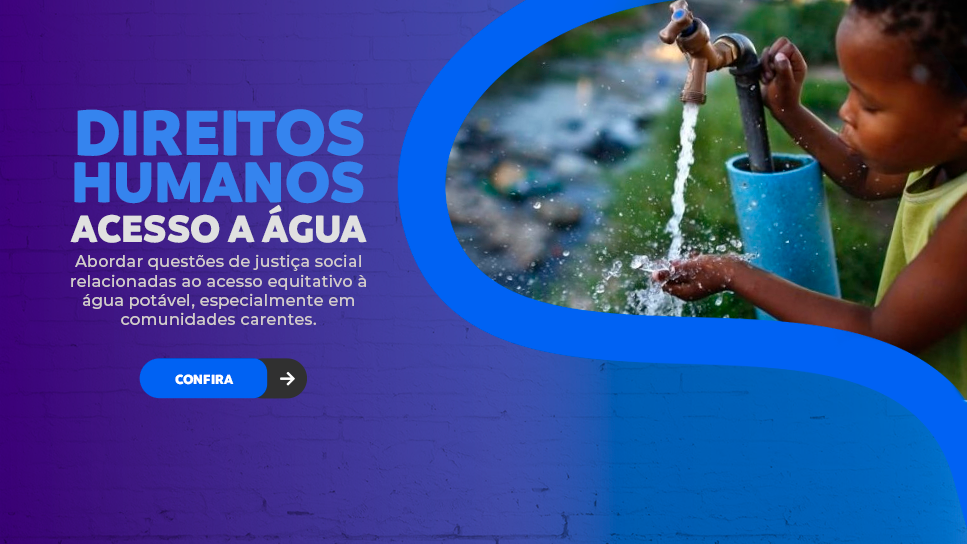 DIREITOS
HUMANOS
ACESSO A ÁGUA
Abordar questões de justiça social
relacionadas ao acesso equitativo à
água potável, especialmente em
comunidades carentes.
CONFIRA